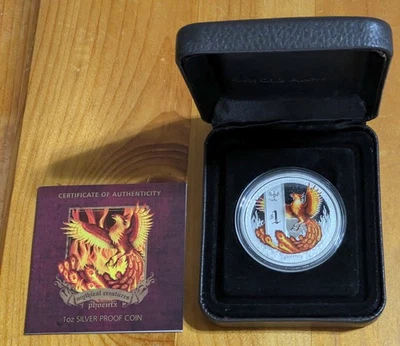 CERTIFICATE OF AUTHENTICITY
mythical creatures
phoenix
1oz SILVER PROOF COIN